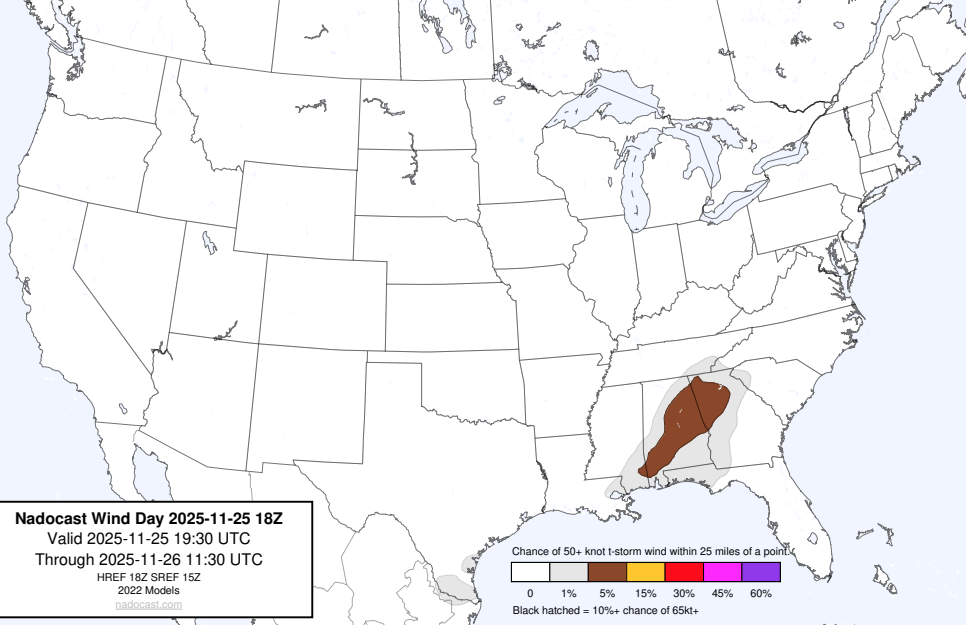 Nadocast Wind Day 2025-11-25 18Z
Valid 2025-11-25 19:30 UTC
Through 2025-11-26 11:30 UTC
HREF 18Z SREF 15Z
2022 Models
nadocast.com
Chance of 50+ knot t-storm wind within 25 miles of a point.
0 1% 5% 15% 30% 45% 60%
Black hatched = 10%+ chance of 65kt+